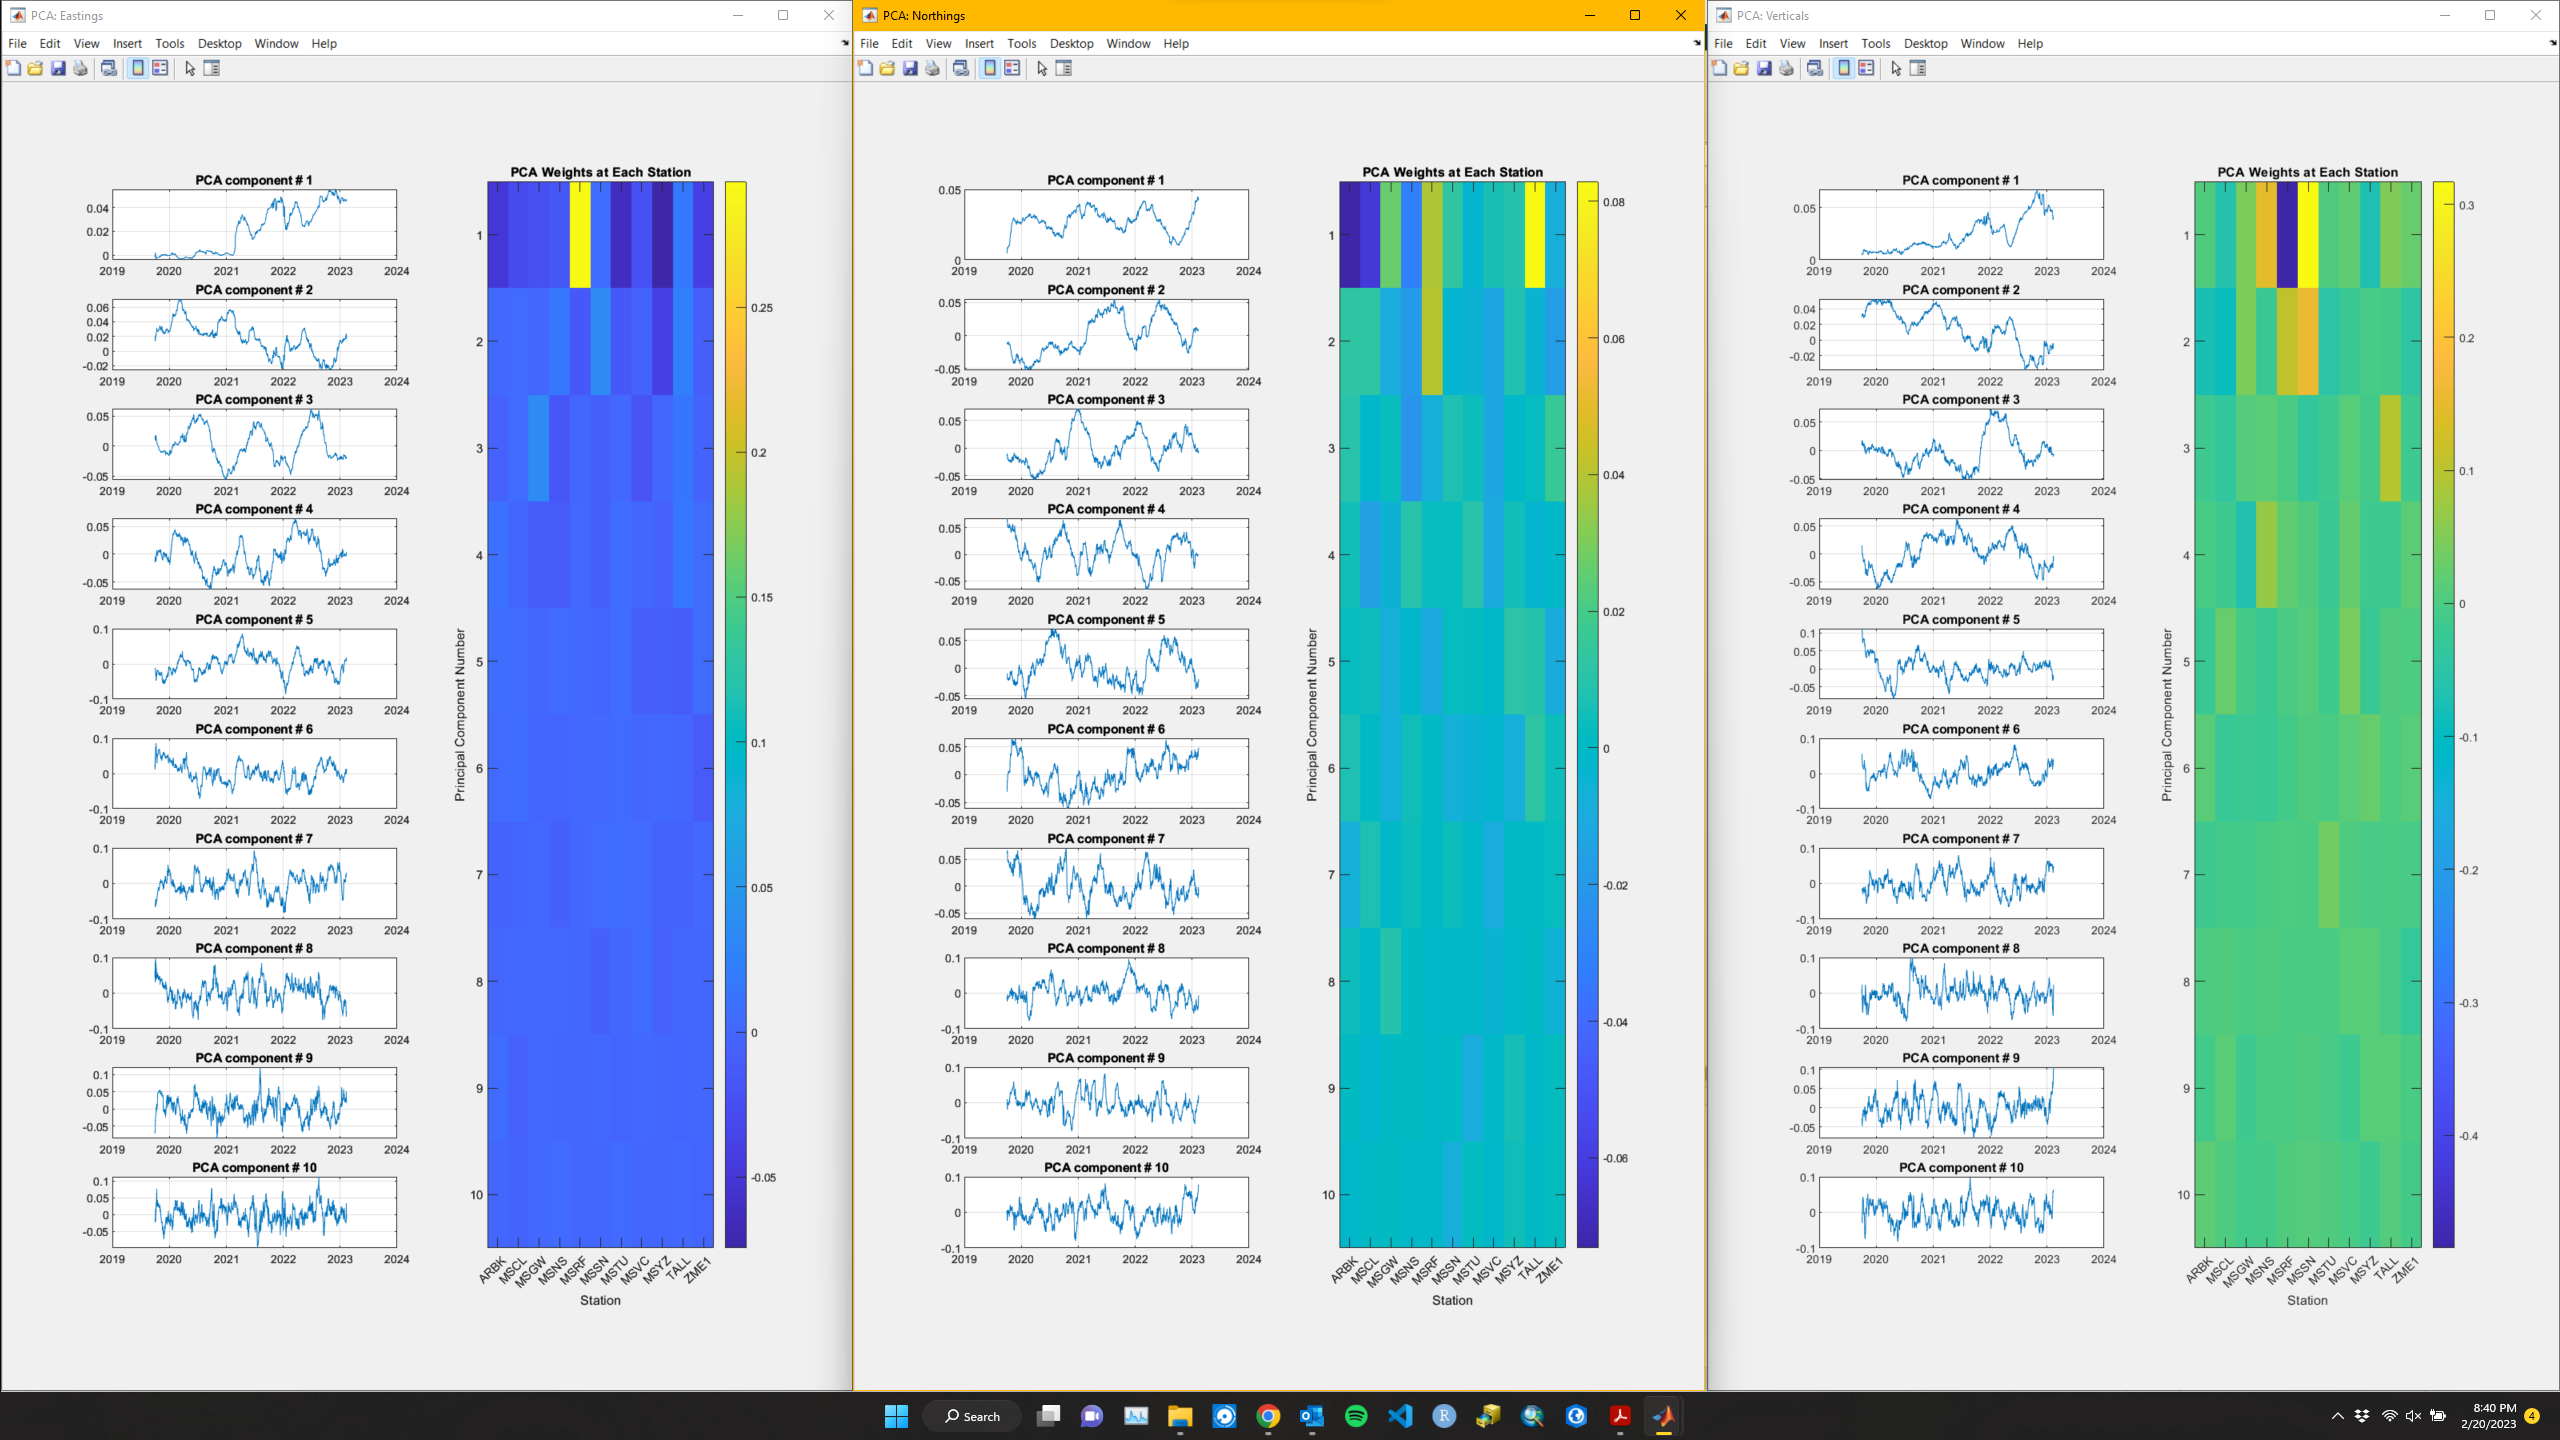 PCA: Eastings
File Edit View Insert Tools Desktop Window Help
PCA component # 1
0.04
0.02
0
2019 2020 2021 2022 2023 2024
PCA component # 2
0.06
0.04
0.02
0
-0.02
2019 2020 2021 2022 2023 2024
PCA component # 3
0.05
0
-0.05
2019 2020 2021 2022 2023 2024
PCA component # 4
0.05
0
-0.05
2019 2020 2021 2022 2023 2024
PCA component # 5
0.1
0
-0.1
2019 2020 2021 2022 2023 2024
PCA component # 6
0.1
0
-0.1
2019 2020 2021 2022 2023 2024
PCA component # 7
0.1
0
-0.1
2019 2020 2021 2022 2023 2024
PCA component # 8
0.1
0
-0.1
2019 2020 2021 2022 2023 2024
PCA component # 9
0.1
0.05
0
-0.05
2019 2020 2021 2022 2023 2024
PCA component # 10
0.1
0.05
0
-0.05
2019 2020 2021 2022 2023 2024
PCA Weights at Each Station
Principal Component Number
1
2
3
4
5
6
7
8
9
10
ARBK MSCL MSGW MSNS MSRF MSSN MSTU MSVC MSYZ TALL ZME1
Station
0.25
0.2
0.15
0.1
0.05
0
-0.05
PCA: Northings
File Edit View Insert Tools Desktop Window Help
PCA component # 1
0.05
0
2019 2020 2021 2022 2023 2024
PCA component # 2
0.05
0
-0.05
2019 2020 2021 2022 2023 2024
PCA component # 3
0.05
0
-0.05
2019 2020 2021 2022 2023 2024
PCA component # 4
0.05
0
-0.05
2019 2020 2021 2022 2023 2024
PCA component # 5
0.05
0
-0.05
2019 2020 2021 2022 2023 2024
PCA component # 6
0.05
0
-0.05
2019 2020 2021 2022 2023 2024
PCA component # 7
0.05
0
-0.05
2019 2020 2021 2022 2023 2024
PCA component # 8
0.1
0
-0.1
2019 2020 2021 2022 2023 2024
PCA component # 9
0.1
0
-0.1
2019 2020 2021 2022 2023 2024
PCA component # 10
0.1
0
-0.1
2019 2020 2021 2022 2023 2024
PCA Weights at Each Station
Principal Component Number
1
2
3
4
5
6
7
8
9
10
ARBK MSCL MSGW MSNS MSRF MSSN MSTU MSVC MSYZ TALL ZME1
Station
0.08
0.06
0.04
0.02
0
-0.02
-0.04
-0.06
PCA: Verticals
File Edit View Insert Tools Desktop Window Help
PCA component # 1
0.05
0
2019 2020 2021 2022 2023 2024
PCA component # 2
0.04
0.02
0
-0.02
2019 2020 2021 2022 2023 2024
PCA component # 3
0.05
0
-0.05
2019 2020 2021 2022 2023 2024
PCA component # 4
0.05
0
-0.05
2019 2020 2021 2022 2023 2024
PCA component # 5
0.1
0.05
0
-0.05
2019 2020 2021 2022 2023 2024
PCA component # 6
0.1
0
-0.1
2019 2020 2021 2022 2023 2024
PCA component # 7
0.1
0
-0.1
2019 2020 2021 2022 2023 2024
PCA component # 8
0.1
0
-0.1
2019 2020 2021 2022 2023 2024
PCA component # 9
0.1
0.05
0
-0.05
2019 2020 2021 2022 2023 2024
PCA component # 10
0.1
0
-0.1
2019 2020 2021 2022 2023 2024
PCA Weights at Each Station
Principal Component Number
1
2
3
4
5
6
7
8
9
10
ARBK MSCL MSGW MSNS MSRF MSSN MSTU MSVC MSYZ TALL ZME1
Station
0.3
0.2
0.1
0
-0.1
-0.2
-0.3
-0.4
Search
R
8:40 PM
2/20/2023
4